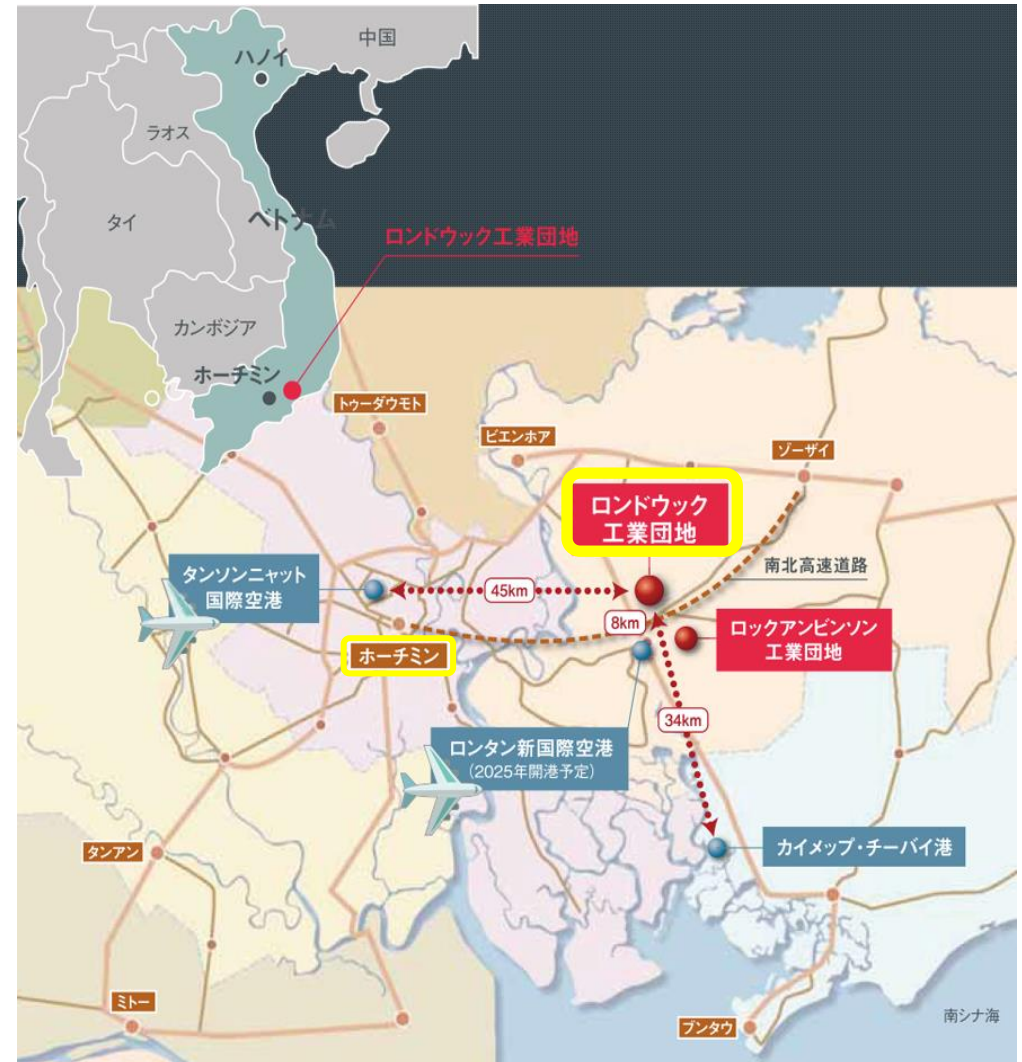 中国
ハノイ
ラオス
タイ
ベトナム
ロンドウック工業団地
カンボジア
ホーチミン
トゥーダウモト
ビエンホア
ゾーザイ
ロンドウック
工業団地
南北高速道路
タンソンニャット
国際空港
45km
8km
ロックアンビンソン
工業団地
ホーチミン
34km
ロンタン新国際空港
(2025年開港予定)
カイメップ・チーバイ港
タンアン
ミトー
ブンタウ
南シナ海